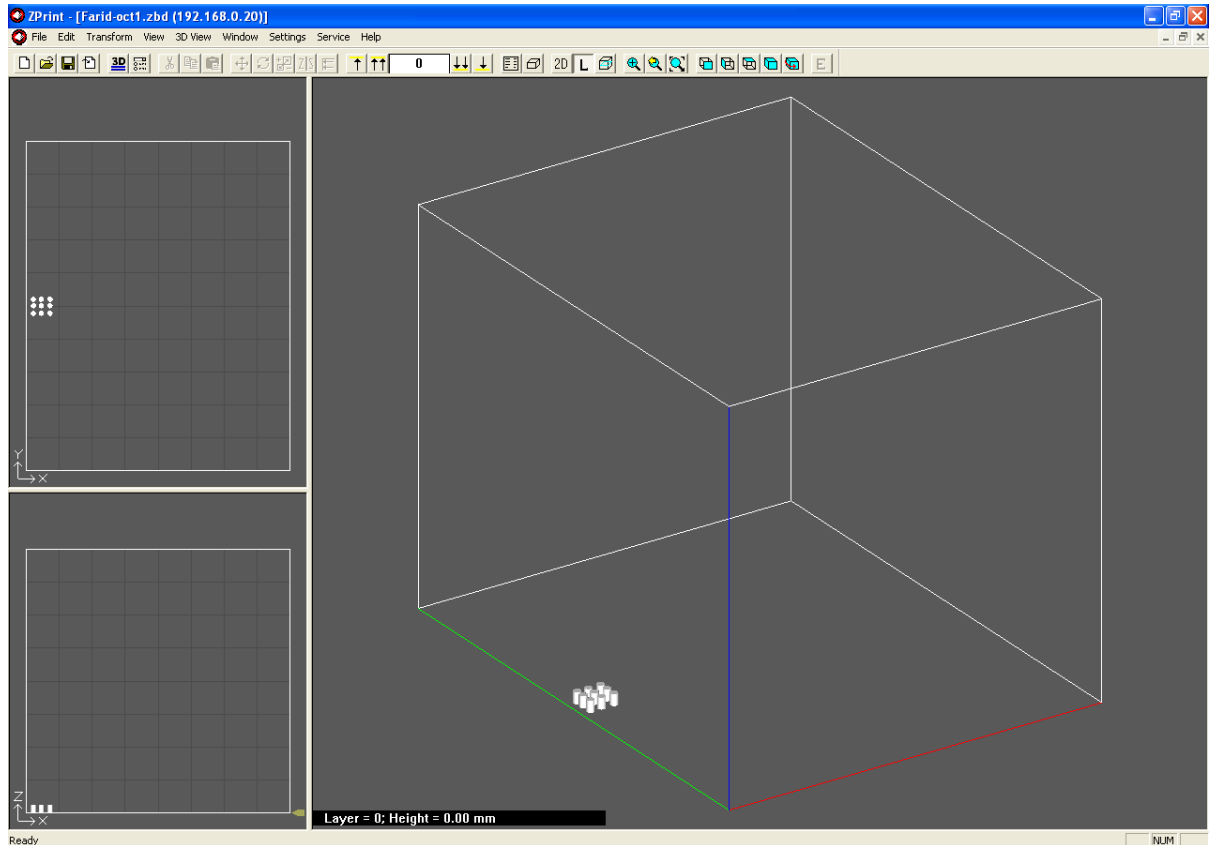 ZPrint - [Farid-oct1.zbd (192.168.0.20)]
File Edit Transform View 3D View Window Settings Service Help
3D Z|S 0 2D L E
Y
X
Z
X
Layer = 0; Height = 0.00 mm
Ready NUM